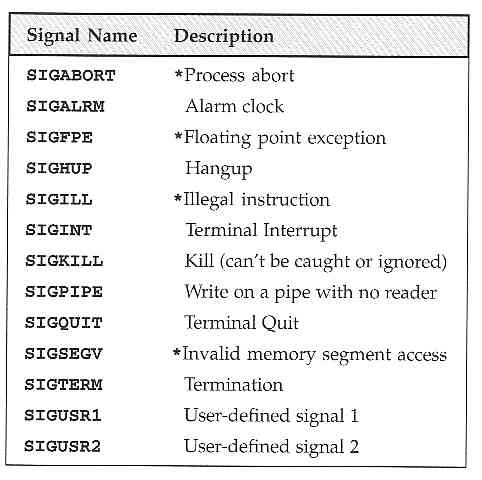 Signal Name Description
SIGABORT *Process abort
SIGALRM Alarm clock
SIGFPE *Floating point exception
SIGHUP Hangup
SIGILL *Illegal instruction
SIGINT Terminal Interrupt
SIGKILL Kill (can't be caught or ignored)
SIGPIPE Write on a pipe with no reader
SIGQUIT Terminal Quit
SIGSEGV *Invalid memory segment access
SIGTERM Termination
SIGUSR1 User-defined signal 1
SIGUSR2 User-defined signal 2